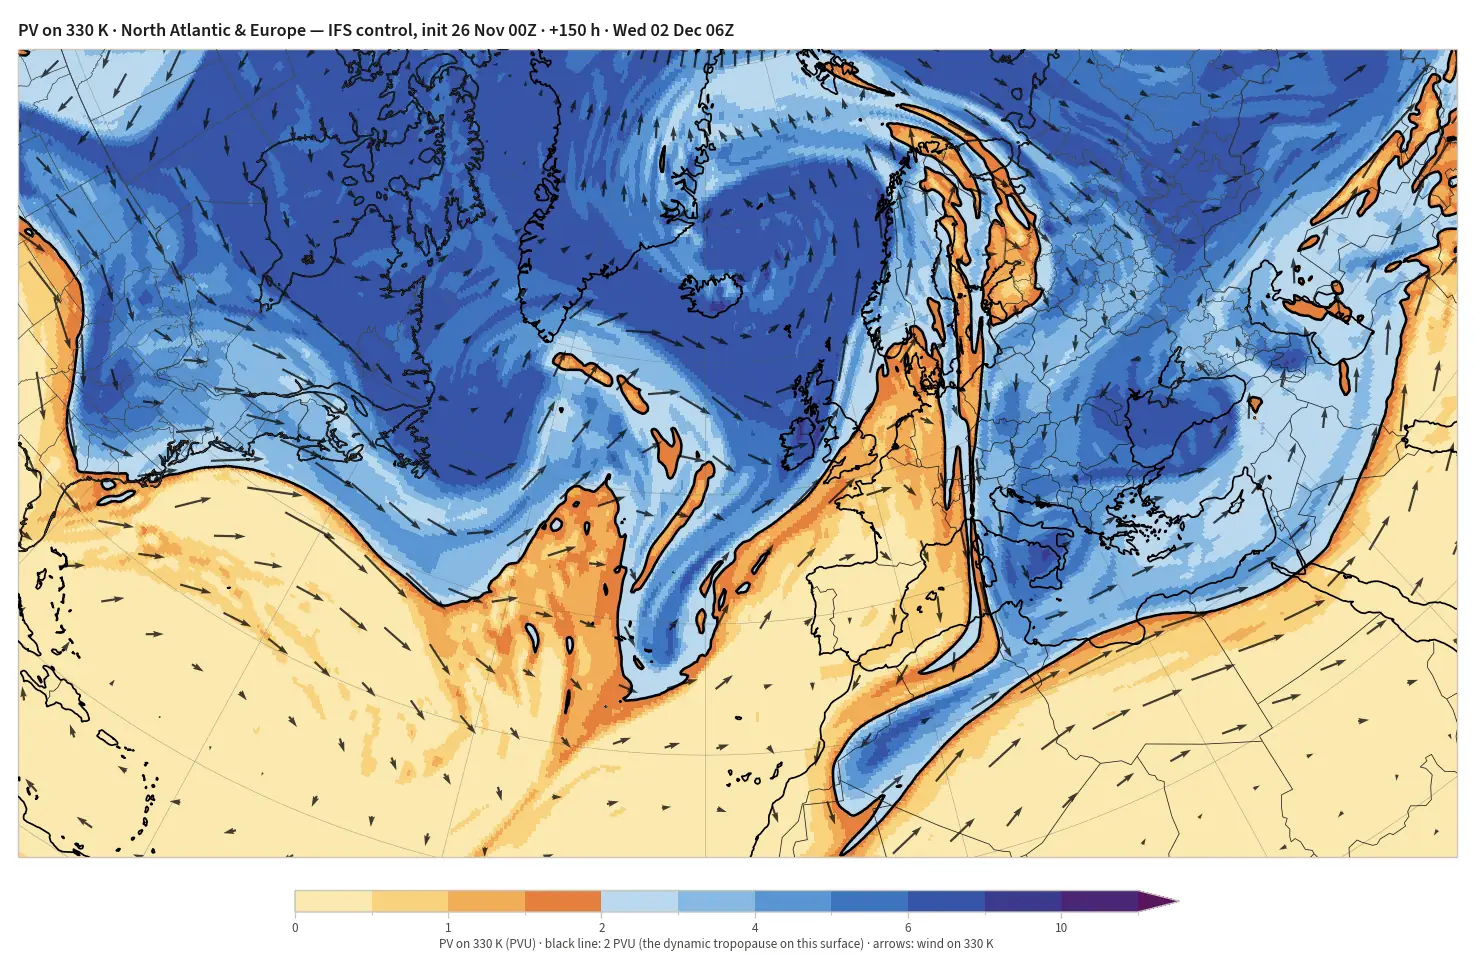 PV on 330 K · North Atlantic & Europe — IFS control, init 26 Nov 00Z · +150 h · Wed 02 Dec 06Z
0 1 2 4 6 10
PV on 330 K (PVU) · black line: 2 PVU (the dynamic tropopause on this surface) · arrows: wind on 330 K